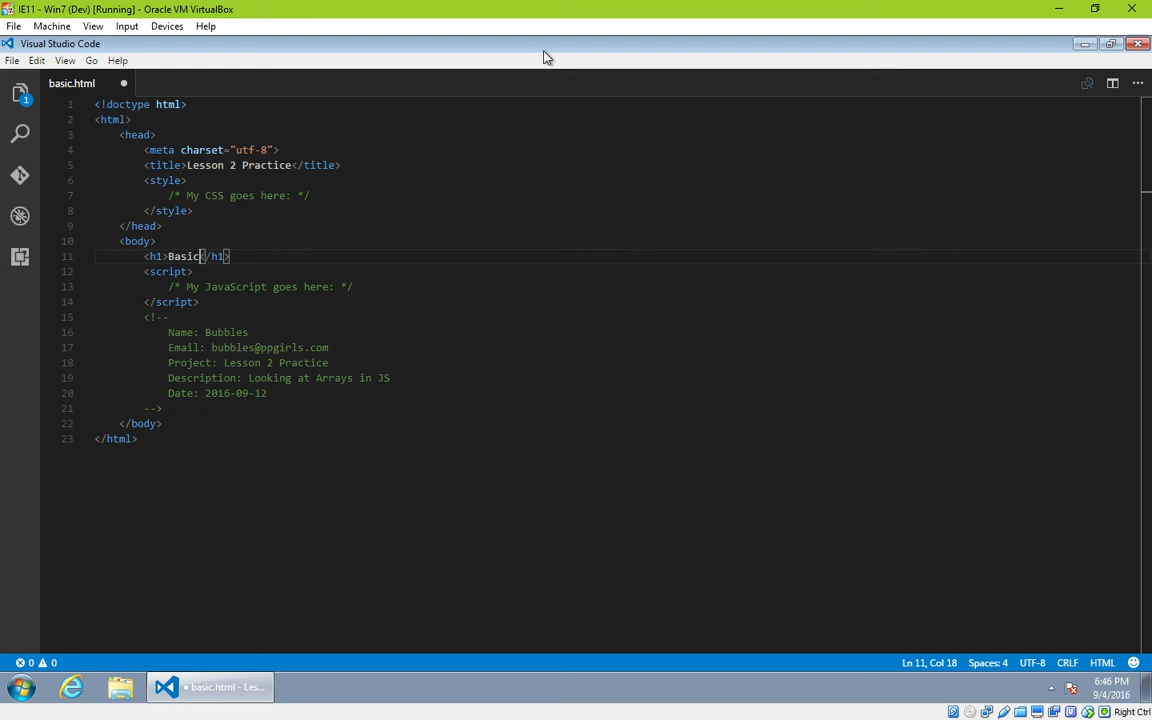 IE11 - Win7 (Dev) [Running] - Oracle VM VirtualBox
File Machine View Input Devices Help
Visual Studio Code
File Edit View Go Help
basic.html
1 <!doctype html>
2 <html>
3 <head>
4 <meta charset="utf-8">
5 <title>Lesson 2 Practice</title>
6 <style>
7 /* My CSS goes here: */
8 </style>
9 </head>
10 <body>
11 <h1>Basic</h1>
12 <script>
13 /* My JavaScript goes here: */
14 </script>
15 <!--
16 Name: Bubbles
17 Email: bubbles@ppgirls.com
18 Project: Lesson 2 Practice
19 Description: Looking at Arrays in JS
20 Date: 2016-09-12
21 -->
22 </body>
23 </html>
1
0 0 Ln 11, Col 18 Spaces: 4 UTF-8 CRLF HTML
● basic.html - Les...
6:46 PM
9/4/2016
Right Ctrl